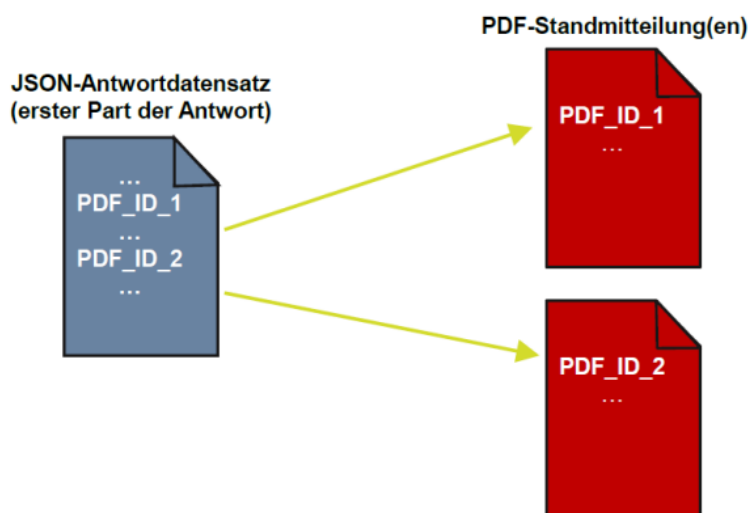 PDF-Standmitteilung(en)
JSON-Antwortdatensatz
(erster Part der Antwort)
...
PDF_ID_1
...
PDF_ID_2
...
PDF_ID_1
...
PDF_ID_2
...